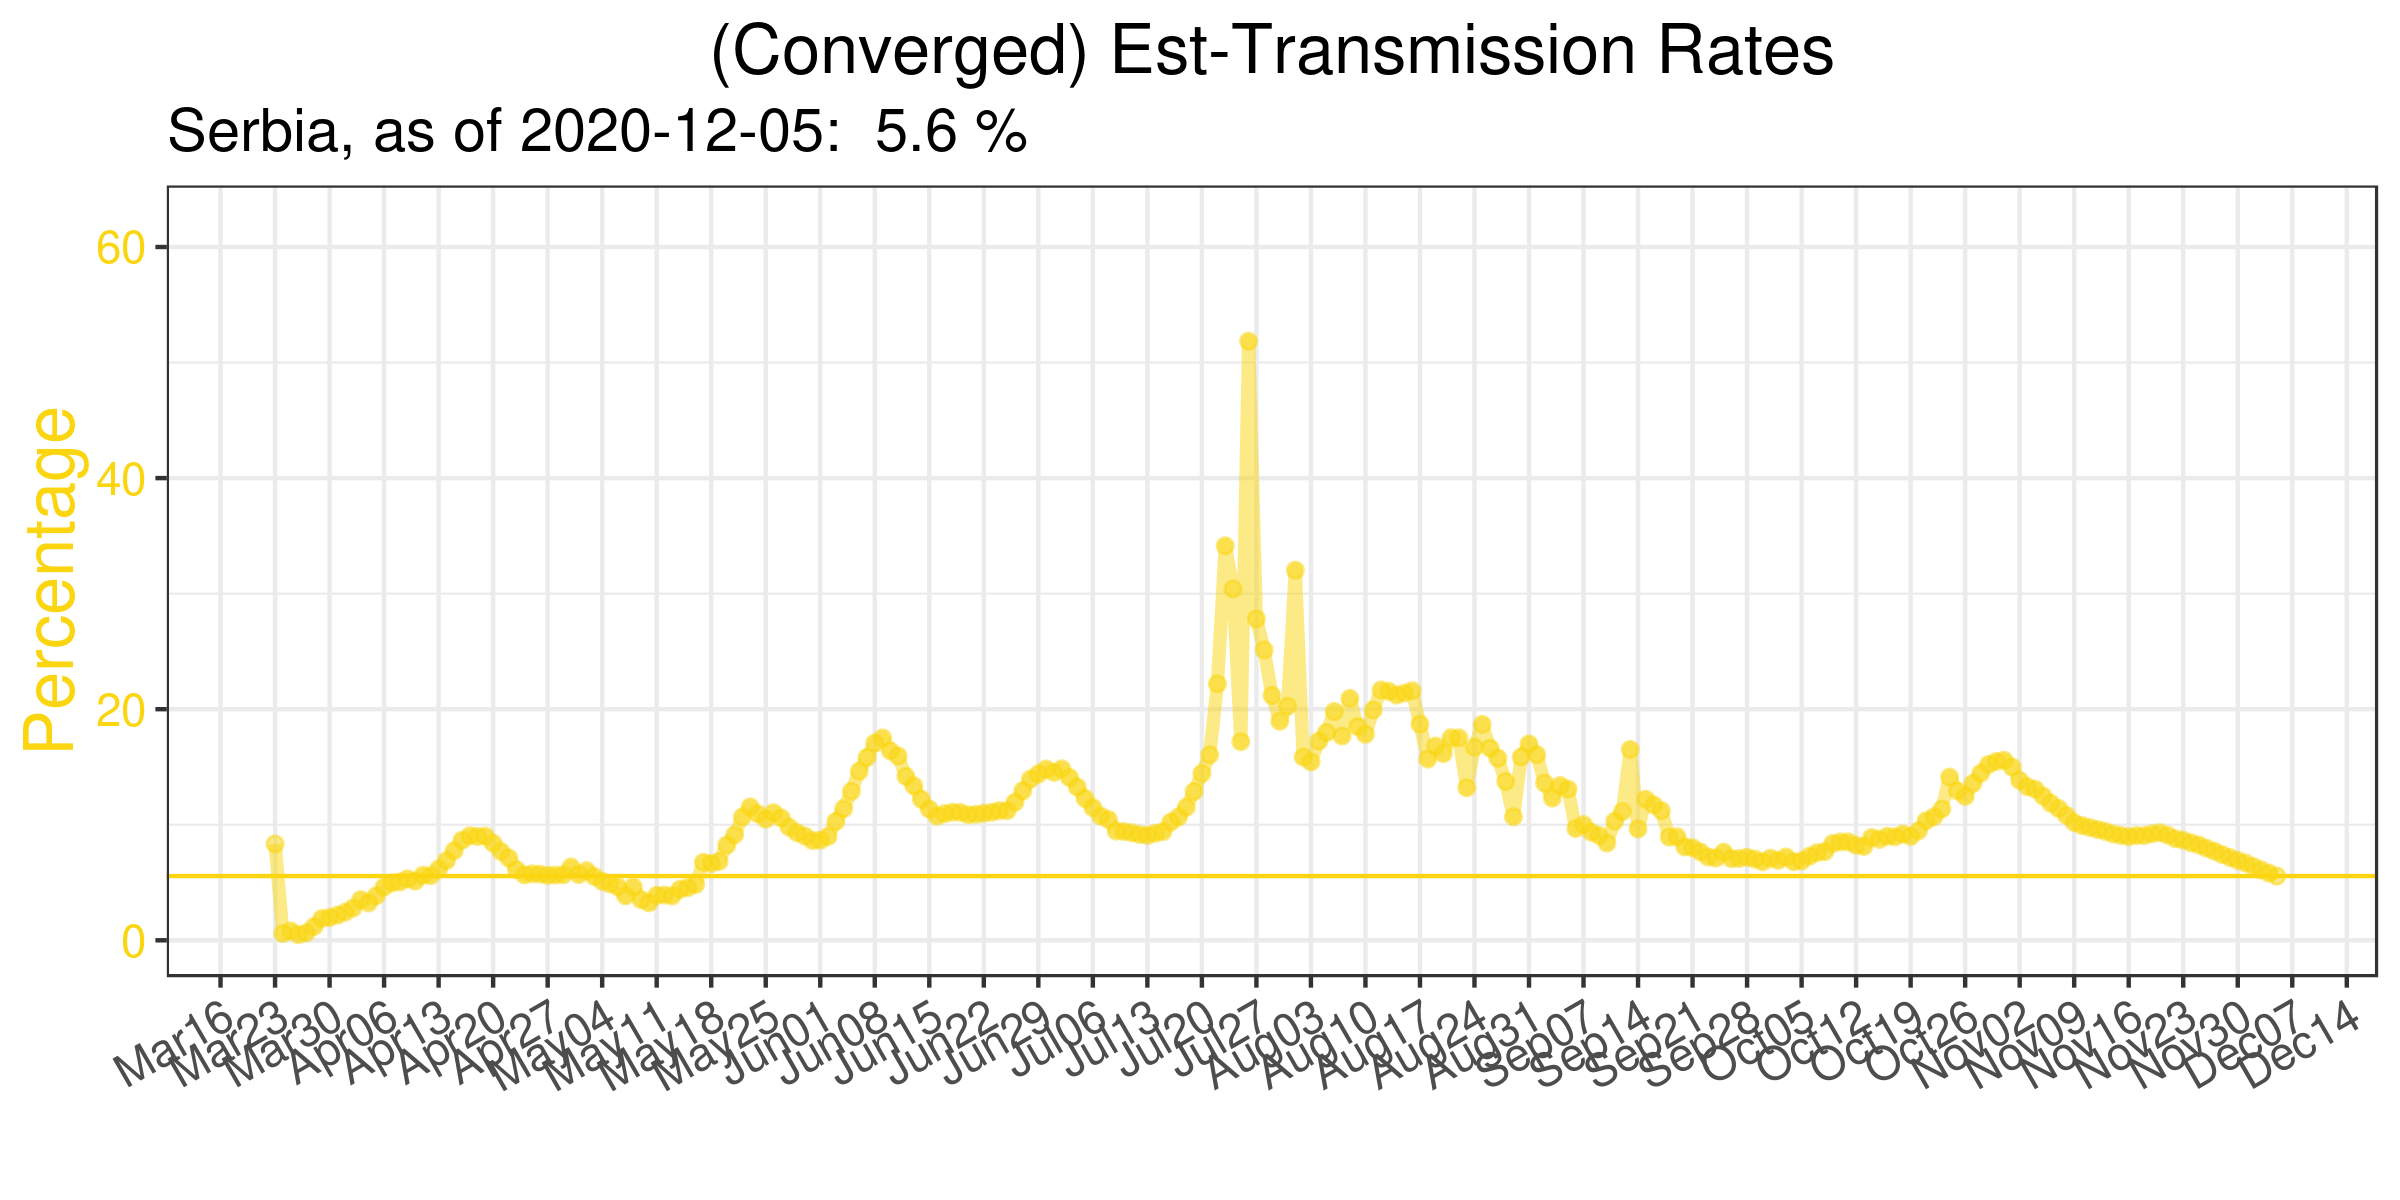 (Converged) Est-Transmission Rates
Serbia, as of 2020-12-05:  5.6 %
Percentage
60
40
20
0
Mar16
Mar23
Mar30
Apr06
Apr13
Apr20
Apr27
May04
May11
May18
May25
Jun01
Jun08
Jun15
Jun22
Jun29
Jul06
Jul13
Jul20
Jul27
Aug03
Aug10
Aug17
Aug24
Aug31
Sep07
Sep14
Sep21
Sep28
Oct05
Oct12
Oct19
Oct26
Nov02
Nov09
Nov16
Nov23
Nov30
Dec07
Dec14